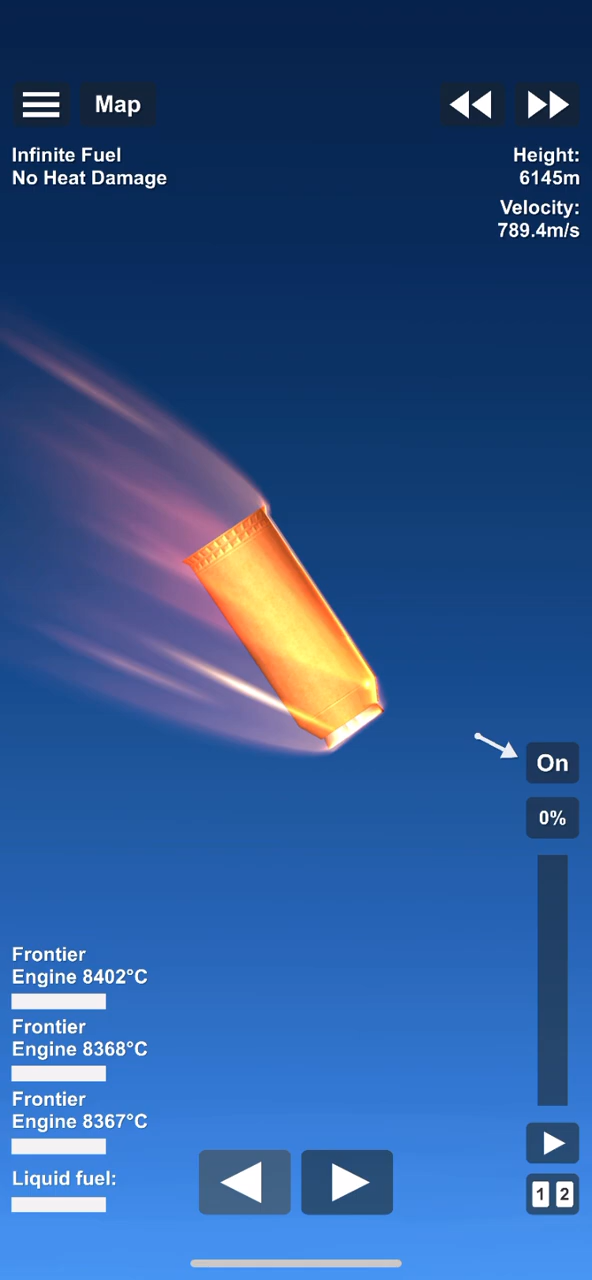 Map
Infinite Fuel
No Heat Damage
Height:
6145m
Velocity:
789.4m/s
On
0%
Frontier
Engine 8402°C
Frontier
Engine 8368°C
Frontier
Engine 8367°C
Liquid fuel:
1 2